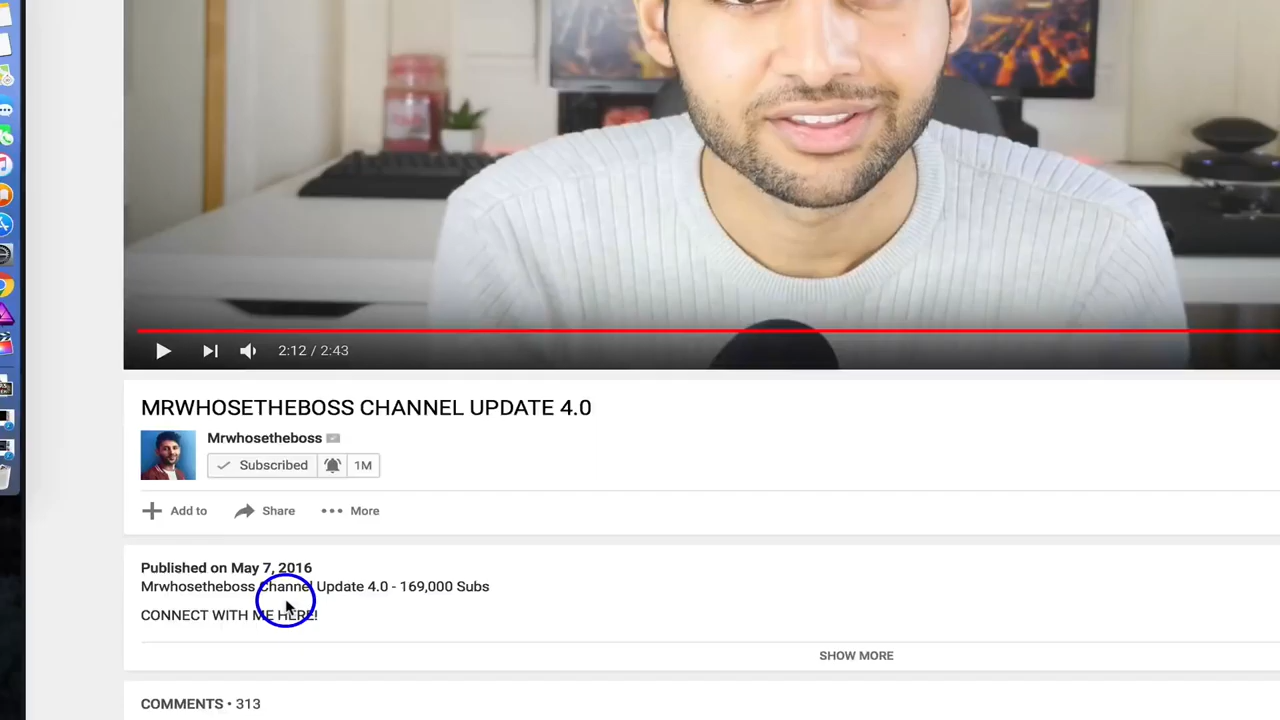 2:12 / 2:43
MRWHOSETHEBOSS CHANNEL UPDATE 4.0
Mrwhosetheboss
Subscribed 1M
Add to Share More
Published on May 7, 2016
Mrwhosetheboss Channel Update 4.0 - 169,000 Subs
CONNECT WITH ME HERE!
SHOW MORE
COMMENTS • 313